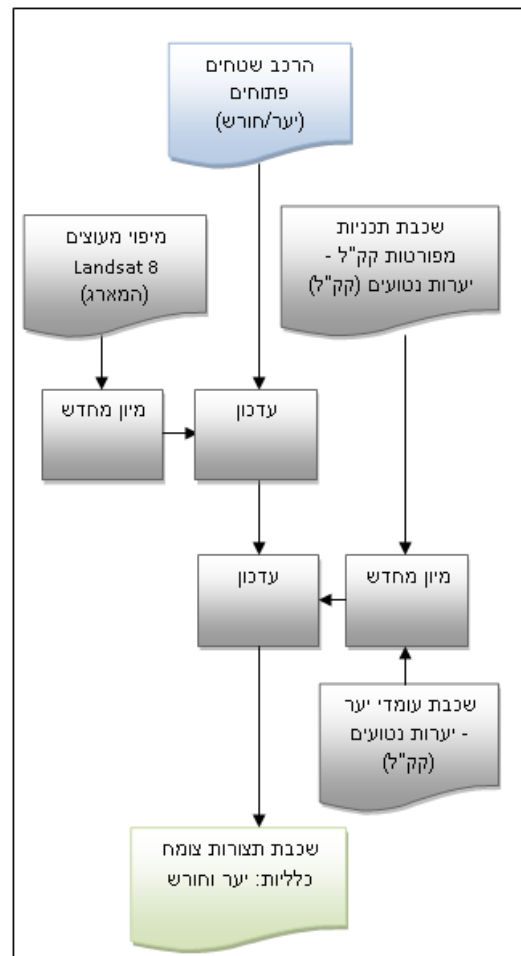 הרכב שטחים
פתוחים
(יער/חורש)
מיפוי מעוצים
Landsat 8
(המארג)
שכבת תכניות
מפורטות קק"ל -
יערות נטועים (קק"ל)
מיון מחדש
עדכון
עדכון
מיון מחדש
שכבת עומדי יער
- יערות נטועים
(קק"ל)
שכבת תצורות צומח
כלליות: יער וחורש